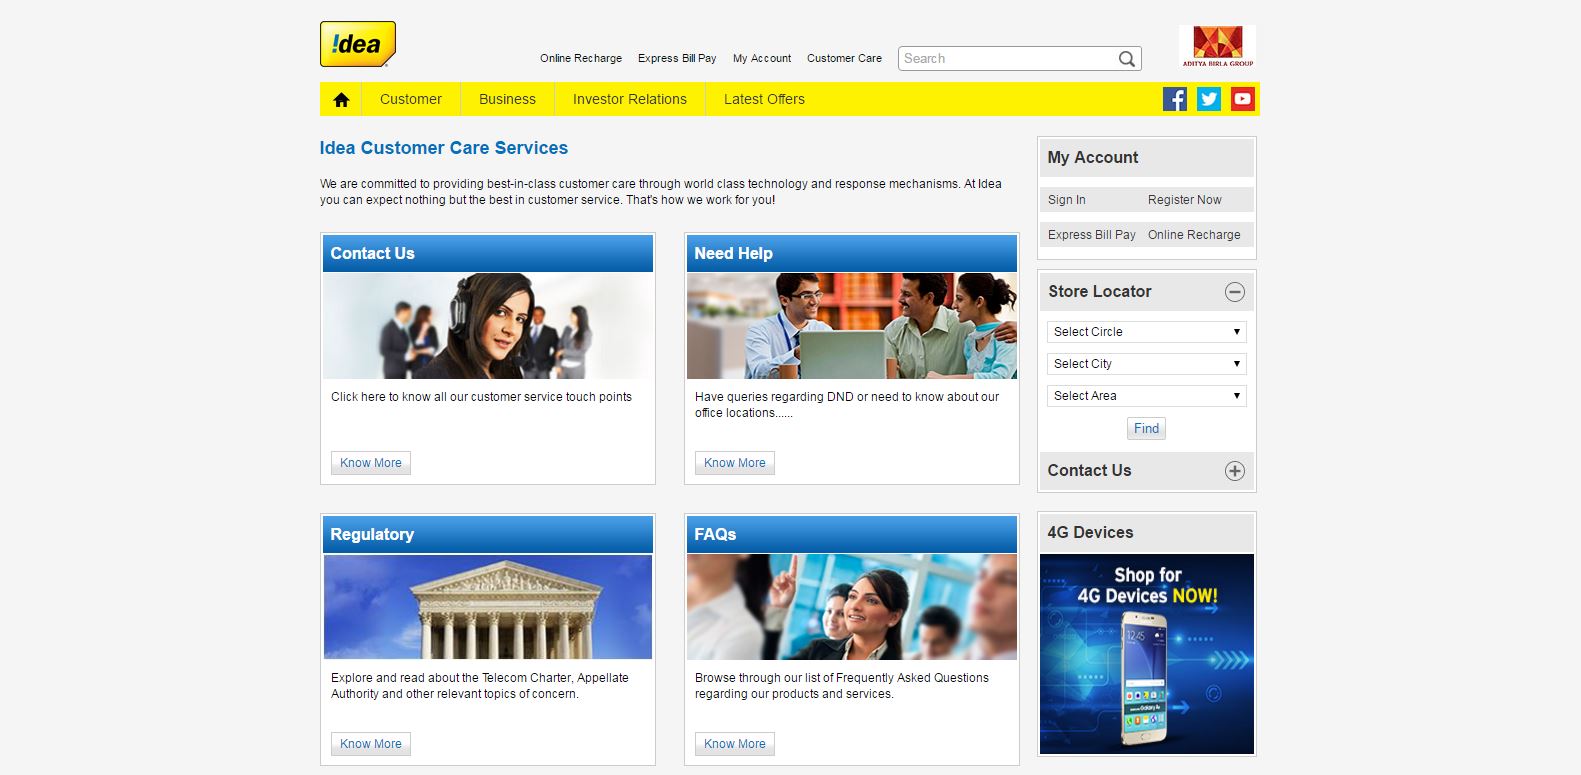 !dea
Online Recharge Express Bill Pay My Account Customer Care Search
ADITYA BIRLA GROUP
Customer Business Investor Relations Latest Offers
Idea Customer Care Services
We are committed to providing best-in-class customer care through world class technology and response mechanisms. At Idea
you can expect nothing but the best in customer service. That's how we work for you!
Contact Us
Click here to know all our customer service touch points
Know More
Need Help
Have queries regarding DND or need to know about our
office locations......
Know More
Regulatory
Explore and read about the Telecom Charter, Appellate
Authority and other relevant topics of concern.
Know More
FAQs
Browse through our list of Frequently Asked Questions
regarding our products and services.
Know More
My Account
Sign In Register Now
Express Bill Pay Online Recharge
Store Locator
Select Circle
Select City
Select Area
Find
Contact Us
4G Devices
Shop for
4G Devices NOW!
12:45
Galaxy A8